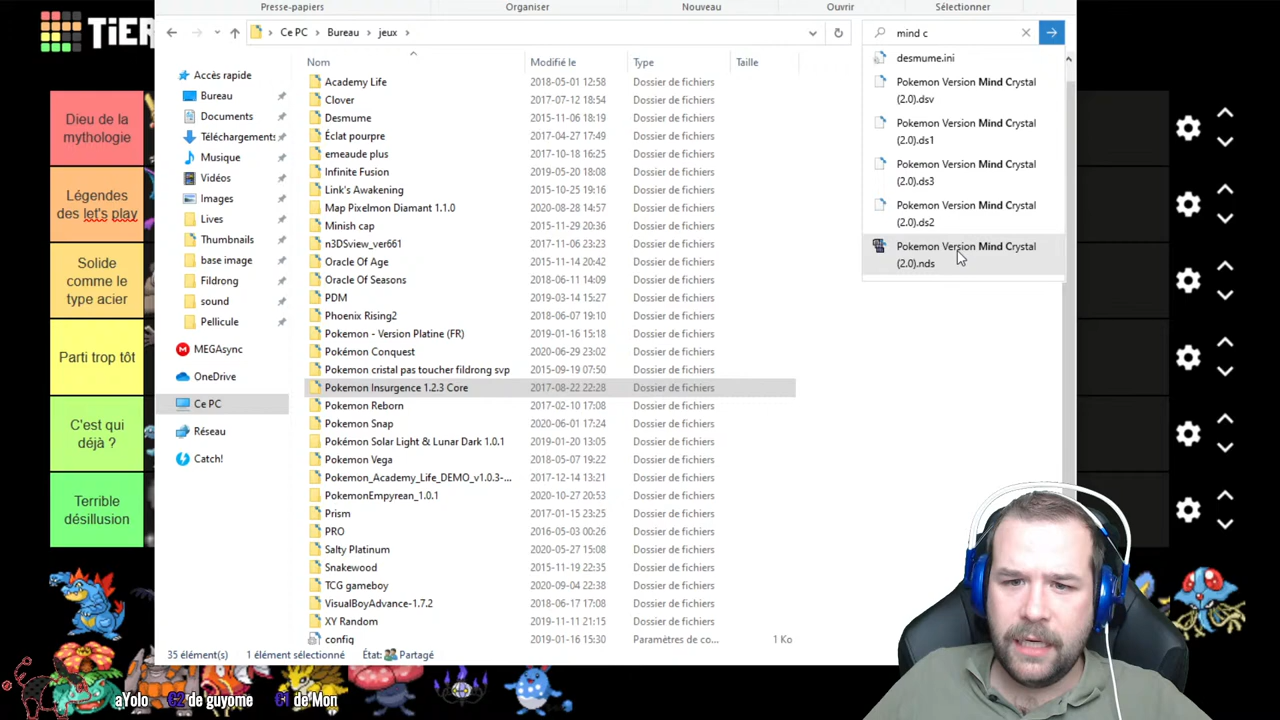 Presse-papiers Organiser Nouveau Ouvrir Sélectionner
TiER
Ce PC Bureau jeux
mind c
Nom Modifié le Type Taille
Accès rapide
Bureau
Documents
Téléchargements
Musique
Vidéos
Images
Lives
Thumbnails
base image
Fildrong
sound
Pellicule
MEGAsync
OneDrive
Ce PC
Réseau
Catch!
Academy Life 2018-05-01 12:58 Dossier de fichiers
Clover 2017-07-12 18:54 Dossier de fichiers
Desmume 2015-11-06 18:19 Dossier de fichiers
Éclat pourpre 2017-04-27 17:49 Dossier de fichiers
emeaude plus 2017-10-18 16:25 Dossier de fichiers
Infinite Fusion 2019-05-20 18:08 Dossier de fichiers
Link's Awakening 2015-10-25 19:16 Dossier de fichiers
Map Pixelmon Diamant 1.1.0 2020-08-28 14:57 Dossier de fichiers
Minish cap 2015-11-29 20:36 Dossier de fichiers
n3DSview_ver661 2017-11-06 23:23 Dossier de fichiers
Oracle Of Age 2015-11-14 20:42 Dossier de fichiers
Oracle Of Seasons 2018-06-11 14:09 Dossier de fichiers
PDM 2019-03-14 15:27 Dossier de fichiers
Phoenix Rising2 2018-06-07 19:10 Dossier de fichiers
Pokemon - Version Platine (FR) 2019-01-16 15:18 Dossier de fichiers
Pokémon Conquest 2020-06-29 23:02 Dossier de fichiers
Pokemon cristal pas toucher fildrong svp 2015-09-19 07:50 Dossier de fichiers
Pokemon Insurgence 1.2.3 Core 2017-08-22 22:28 Dossier de fichiers
Pokemon Reborn 2017-02-10 17:08 Dossier de fichiers
Pokemon Snap 2020-06-01 17:24 Dossier de fichiers
Pokémon Solar Light & Lunar Dark 1.0.1 2019-01-20 13:05 Dossier de fichiers
Pokemon Vega 2018-05-07 19:22 Dossier de fichiers
Pokemon_Academy_Life_DEMO_v1.0.3-... 2017-12-14 13:21 Dossier de fichiers
PokemonEmpyrean_1.0.1 2020-10-27 20:53 Dossier de fichiers
Prism 2017-01-15 23:25 Dossier de fichiers
PRO 2016-05-03 00:26 Dossier de fichiers
Salty Platinum 2020-05-27 15:08 Dossier de fichiers
Snakewood 2015-11-19 22:35 Dossier de fichiers
TCG gameboy 2020-09-04 22:38 Dossier de fichiers
VisualBoyAdvance-1.7.2 2018-06-17 17:08 Dossier de fichiers
XY Random 2019-11-11 21:15 Dossier de fichiers
config 2019-01-16 15:30 Paramètres de co... 1 Ko
35 élément(s) 1 élément sélectionné État: Partagé
desmume.ini
Pokemon Version Mind Crystal
(2.0).dsv
Pokemon Version Mind Crystal
(2.0).ds1
Pokemon Version Mind Crystal
(2.0).ds3
Pokemon Version Mind Crystal
(2.0).ds2
Pokemon Version Mind Crystal
(2.0).nds
Dieu de la
mythologie
Légendes
des let's play
Solide
comme le
type acier
Parti trop tôt
C'est qui
déjà ?
Terrible
désillusion
aYolo €2 de guyome €1 de Mon